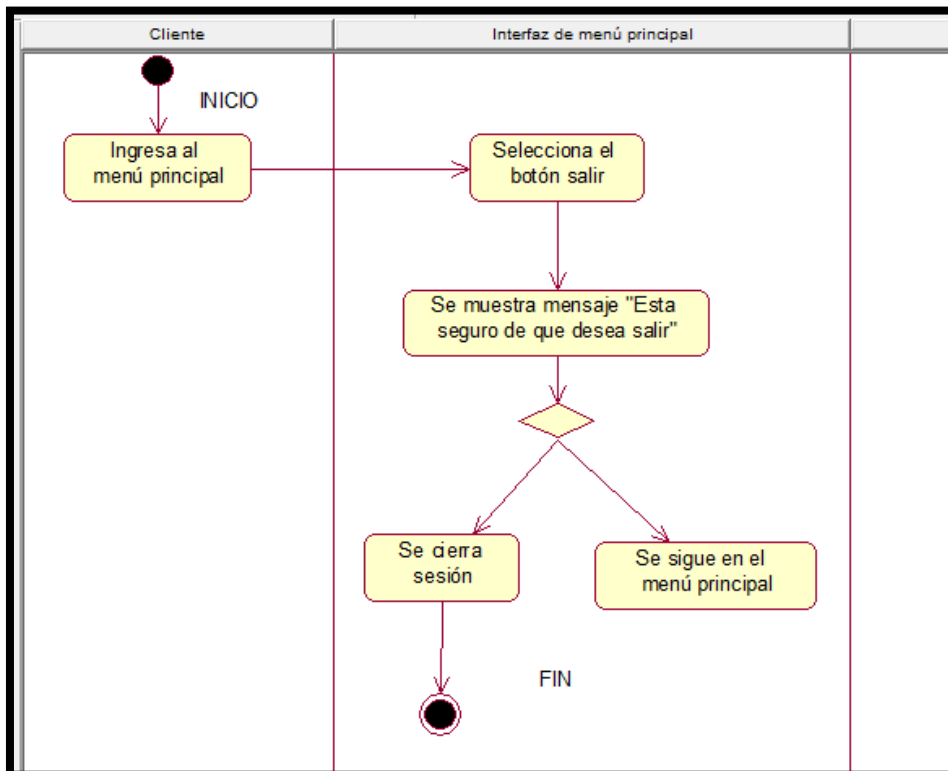 Cliente
Interfaz de menú principal
INICIO
Ingresa al
menú principal
Selecciona el
botón salir
Se muestra mensaje "Esta
seguro de que desea salir"
Se cierra
sesión
Se sigue en el
menú principal
FIN